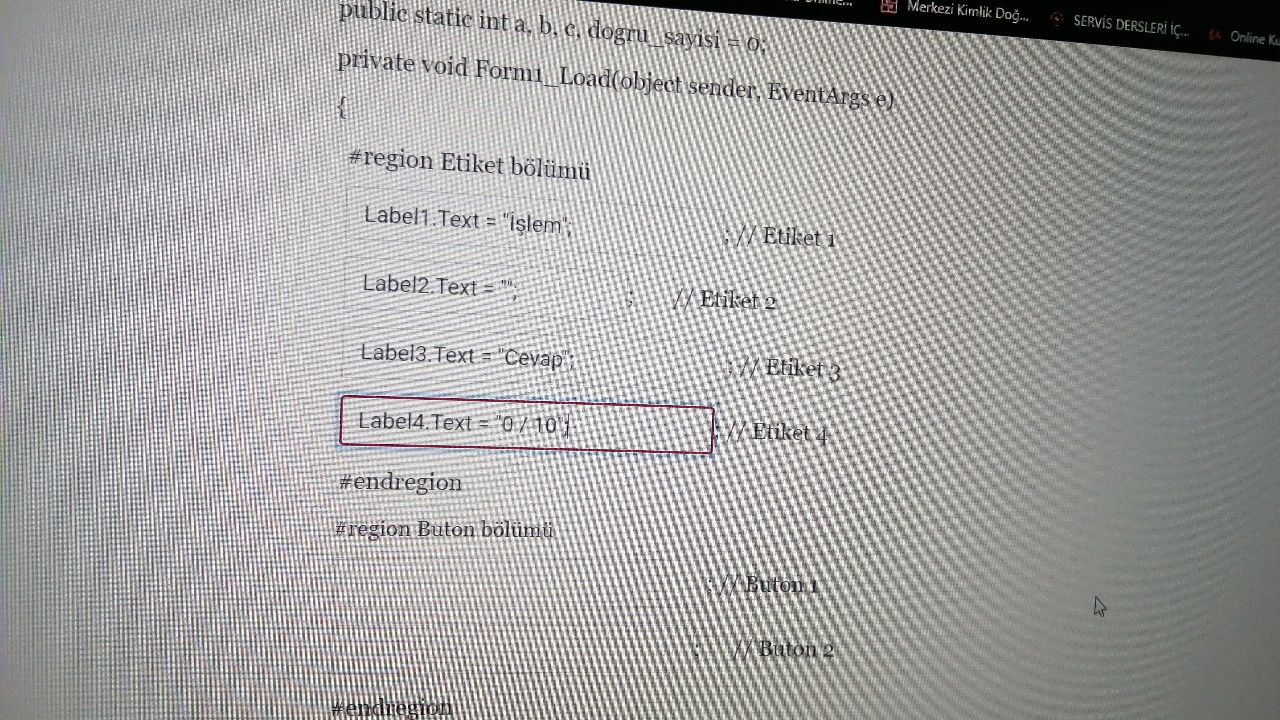 Merkezi Kimlik Doğ...
SERVİS DERSLERİ İÇ...
Online
public static int a, b, c, dogru_sayisi = 0;
private void Form1_Load(object sender, EventArgs e)
{
#region Etiket bölümü
Label1.Text = "İşlem"; ; // Etiket 1
Label2.Text = ""; ; // Etiket 2
Label3.Text = "Cevap"; ; // Etiket 3
Label4.Text = "0 / 10"; ; // Etiket 4
#endregion
#region Buton bölümü
; // Buton 1
; // Buton 2
#endregion